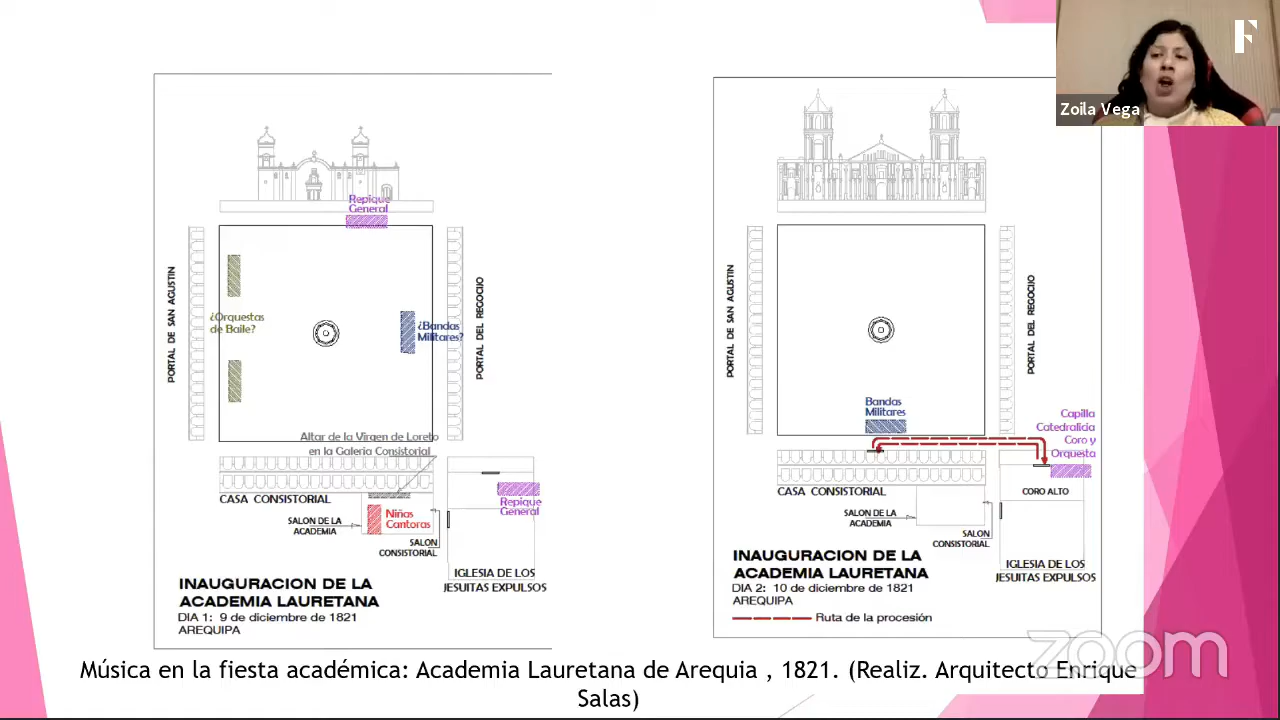 Zoila Vega
Repique
General
PORTAL DE SAN AGUSTIN
¿Orquestas
de Baile?
¿Bandas
Militares?
PORTAL DEL REGOCIJO
Altar de la Virgen de Loreto
en la Galeria Consistorial
CASA CONSISTORIAL
Niñas
Cantoras
SALON DE LA
ACADEMIA
SALON
CONSISTORIAL
Repique
General
IGLESIA DE LOS
JESUITAS EXPULSOS
INAUGURACION DE LA
ACADEMIA LAURETANA
DIA 1: 9 de diciembre de 1821
AREQUIPA
PORTAL DE SAN AGUSTIN
PORTAL DEL REGOCIJO
Bandas
Militares
Capilla
Catedralicia
Coro y
Orquesta
CASA CONSISTORIAL
CORO ALTO
SALON DE LA
ACADEMIA
SALON
CONSISTORIAL
IGLESIA DE LOS
JESUITAS EXPULSOS
INAUGURACION DE LA
ACADEMIA LAURETANA
DIA 2: 10 de diciembre de 1821
AREQUIPA
Ruta de la procesión
zoom
Música en la fiesta académica: Academia Lauretana de Arequia , 1821. (Realiz. Arquitecto Enrique
Salas)